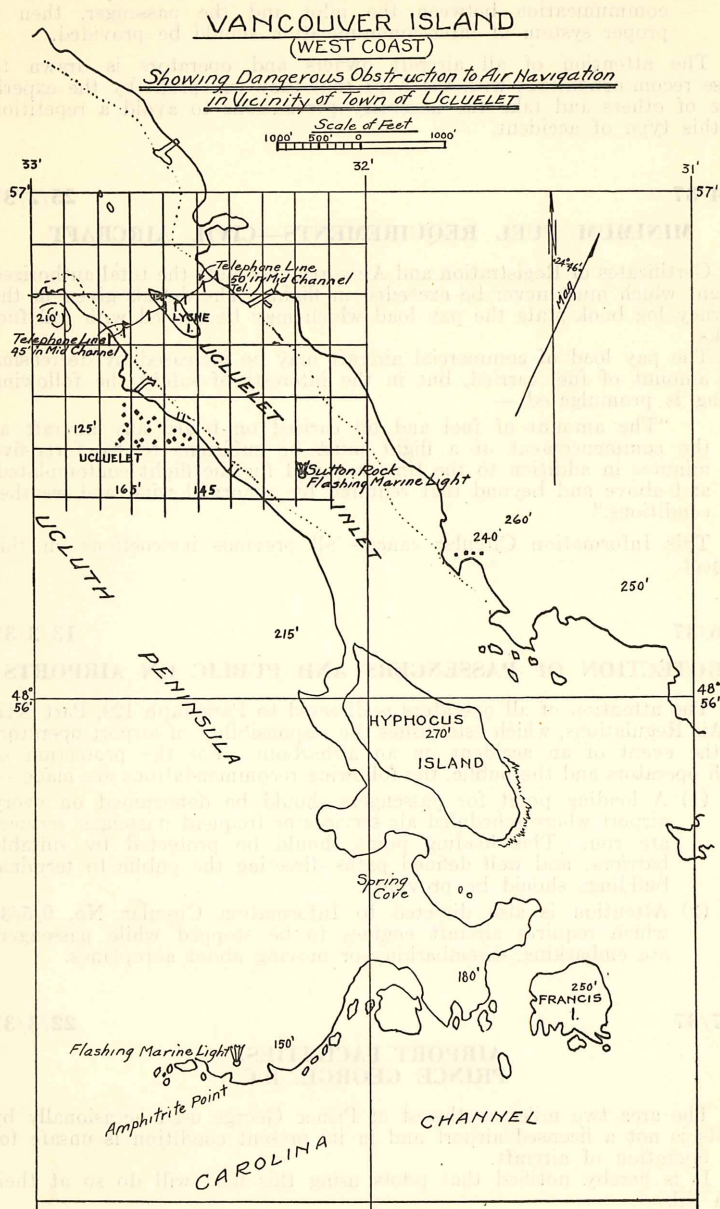 VANCOUVER ISLAND
(WEST COAST)
Showing Dangerous Obstruction to Air Navigation
in Vicinity of Town of UCLUELET
Scale of Feet
1000' 500' 0 1000'
33' 32' 31'
57' 57'
24° 46'
Mag
Telephone Line
50' in Mid Channel
Tel.
210'
LYCHE
I.
Telephone Line
45' in Mid Channel
UCLUELET
INLET
125'
UCLUELET
165' 145
Sutton Rock
Flashing Marine Light
260'
240'
250'
UCLUTH
PENINSULA
215'
48° 56' 48° 56'
HYPHOCUS
270'
ISLAND
Spring
Cove
180'
250'
FRANCIS
I.
150'
Flashing Marine Light
Amphitrite Point
CAROLINA
CHANNEL